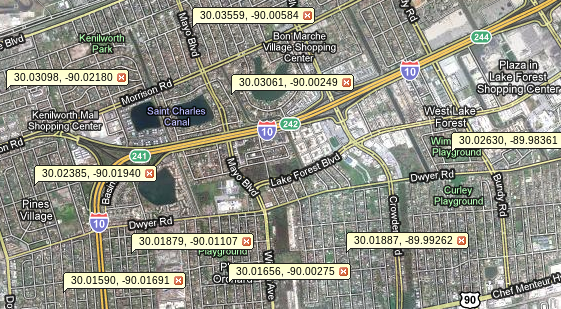 30.03559, -90.00584
Kenilworth
Park
Mayo Blvd
Bon Marche
Village Shopping
Center
244
10
Plaza in
Lake Forest
Shopping Center
30.03098, -90.02180
30.03061, -90.00249
Morrison Rd
Kenilworth Mall
Shopping Center
Saint Charles
Canal
10
242
West Lake
Forest
30.02630, -89.98361
Playground
241
Mayo Blvd
Lake Forest Blvd
30.02385, -90.01940
Dwyer Rd
Curley
Playground
Bundy Rd
Pines
Village
10
Dwyer Rd
Crowder
30.01879, -90.01107
Playground
30.01887, -89.99262
30.01656, -90.00275
30.01590, -90.01691
Ave
90
Chef Menteur H